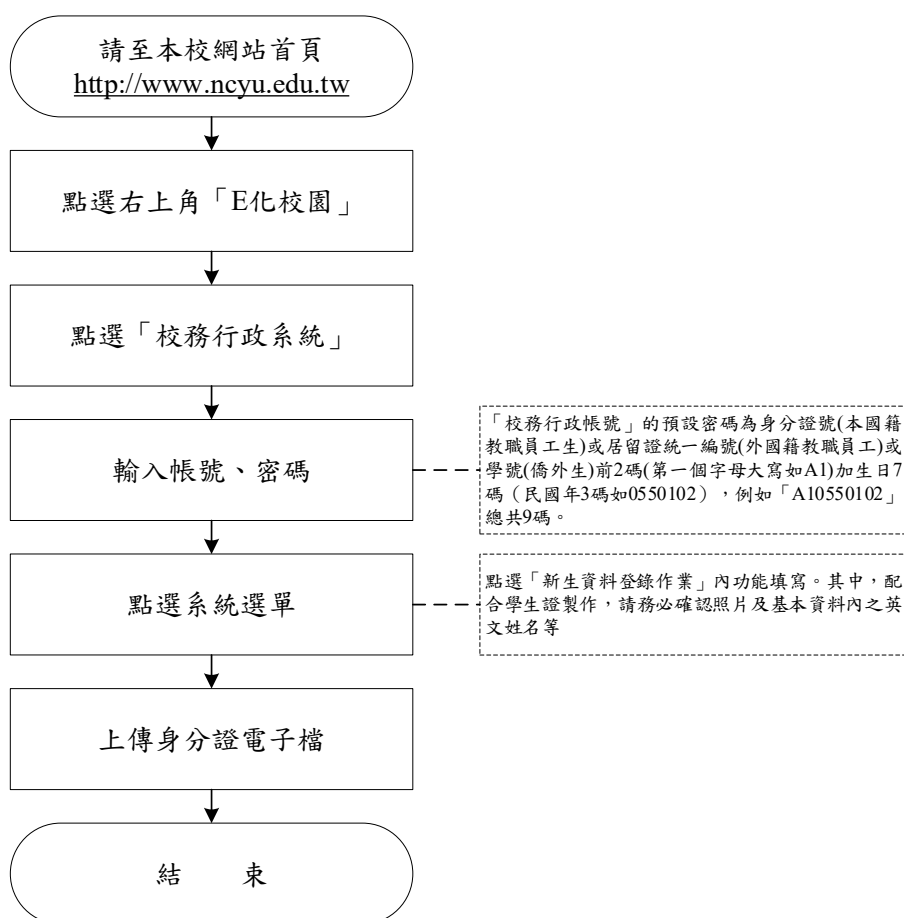 請至本校網站首頁
http://www.ncyu.edu.tw
點選右上角「E化校園」
點選「校務行政系統」
輸入帳號、密碼
「校務行政帳號」的預設密碼為身分證號(本國籍
教職員工生)或居留證統一編號(外國籍教職員工)或
學號(僑外生)前2碼(第一個字母大寫如A1)加生日7
碼（民國年3碼如0550102），例如「A10550102」
總共9碼。
點選系統選單
點選「新生資料登錄作業」內功能填寫。其中，配
合學生證製作，請務必確認照片及基本資料內之英
文姓名等
上傳身分證電子檔
結 束